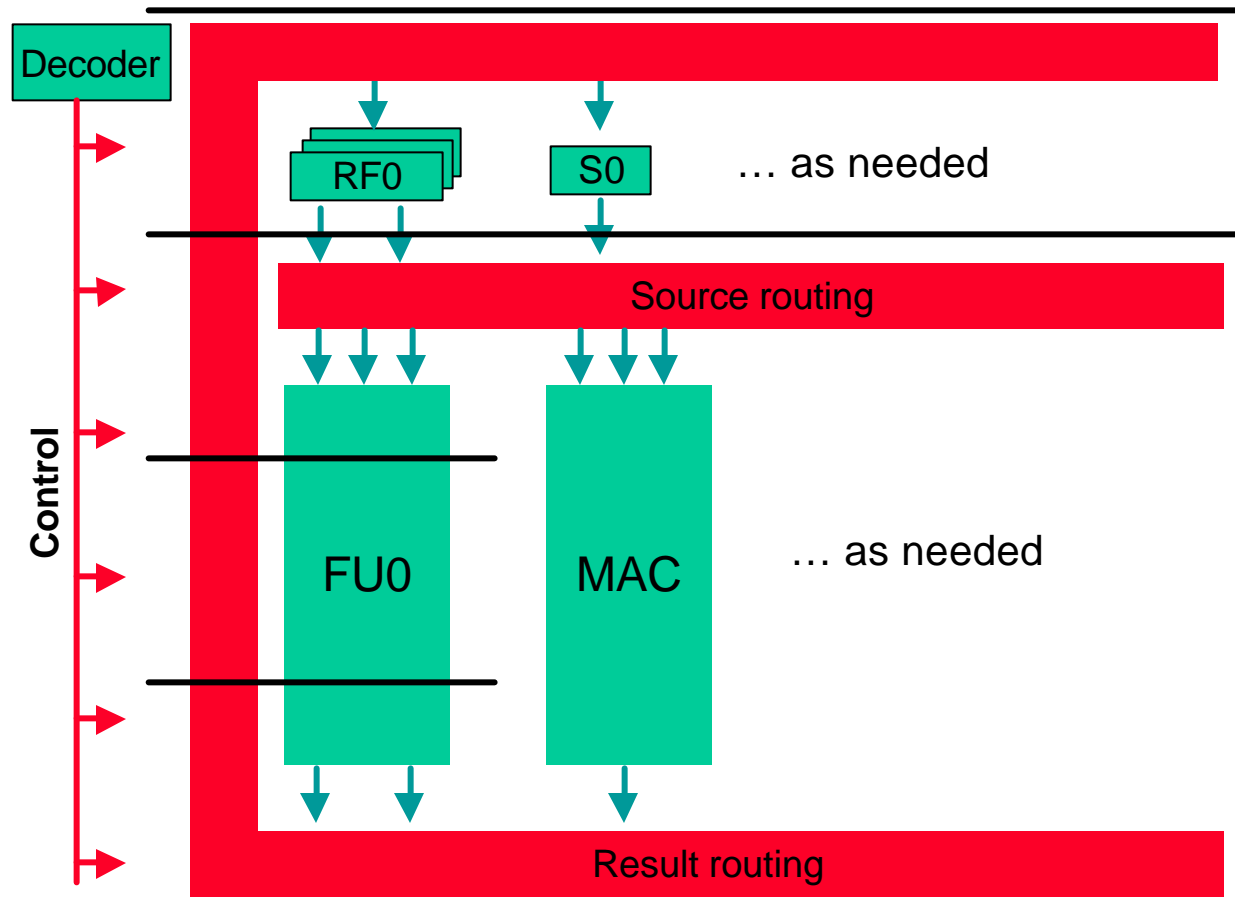 Decoder
RF0
S0
… as needed
Source routing
Control
FU0
MAC
… as needed
Result routing